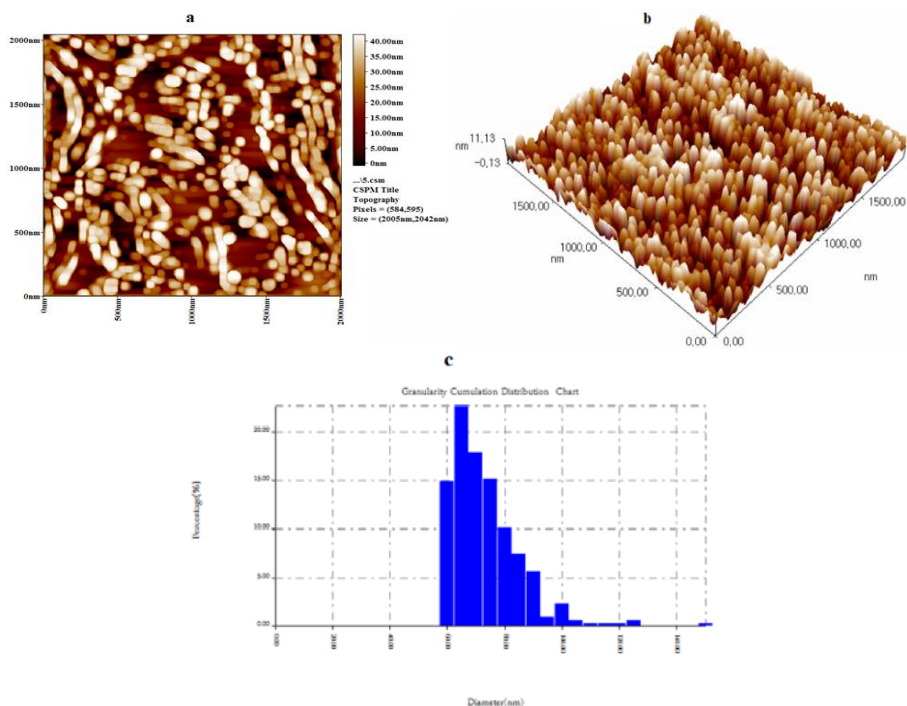 a
2000nm
1500nm
1000nm
500nm
0nm
0nm
500nm
1000nm
1500nm
2000nm
40.00nm
35.00nm
30.00nm
25.00nm
20.00nm
15.00nm
10.00nm
5.00nm
0nm
...\5.csm
CSPM Title
Topography
Pixels = (584,595)
Size = (2005nm,2042nm)
b
nm
11,13
-0,13
1500,00
1000,00
nm
500,00
0,00
0,00
500,00
nm
1000,00
1500,00
c
Granularity Cumulation Distribution Chart
Percentage(%)
20.00
15.00
10.00
5.00
0.00
Diameter(nm)